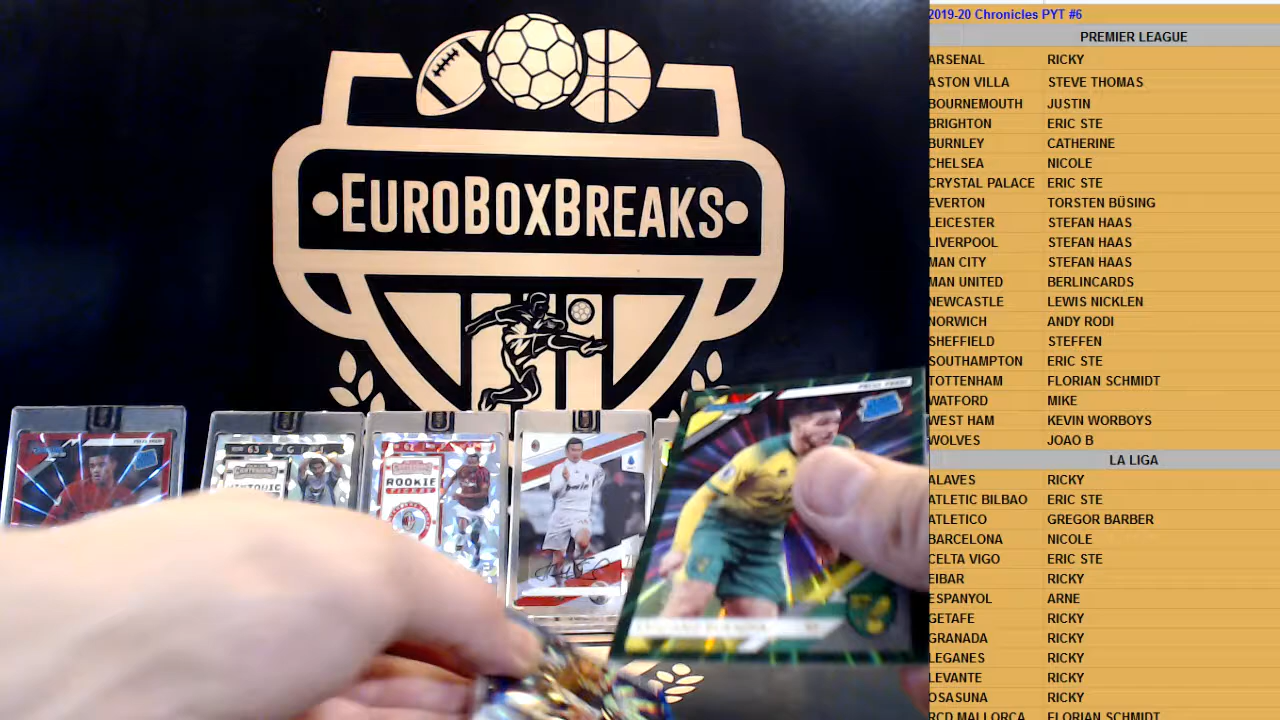 EUROBOXBREAKS
63
G
ROOKIE
2019-20 Chronicles PYT #6
PREMIER LEAGUE
ARSENAL RICKY
ASTON VILLA STEVE THOMAS
BOURNEMOUTH JUSTIN
BRIGHTON ERIC STE
BURNLEY CATHERINE
CHELSEA NICOLE
CRYSTAL PALACE ERIC STE
EVERTON TORSTEN BÜSING
LEICESTER STEFAN HAAS
LIVERPOOL STEFAN HAAS
MAN CITY STEFAN HAAS
MAN UNITED BERLINCARDS
NEWCASTLE LEWIS NICKLEN
NORWICH ANDY RODI
SHEFFIELD STEFFEN
SOUTHAMPTON ERIC STE
TOTTENHAM FLORIAN SCHMIDT
WATFORD MIKE
WEST HAM KEVIN WORBOYS
WOLVES JOAO B
LA LIGA
ALAVES RICKY
ATLETIC BILBAO ERIC STE
ATLETICO GREGOR BARBER
BARCELONA NICOLE
CELTA VIGO ERIC STE
EIBAR RICKY
ESPANYOL ARNE
GETAFE RICKY
GRANADA RICKY
LEGANES RICKY
LEVANTE RICKY
OSASUNA RICKY
RCD MALLORCA FLORIAN SCHMIDT